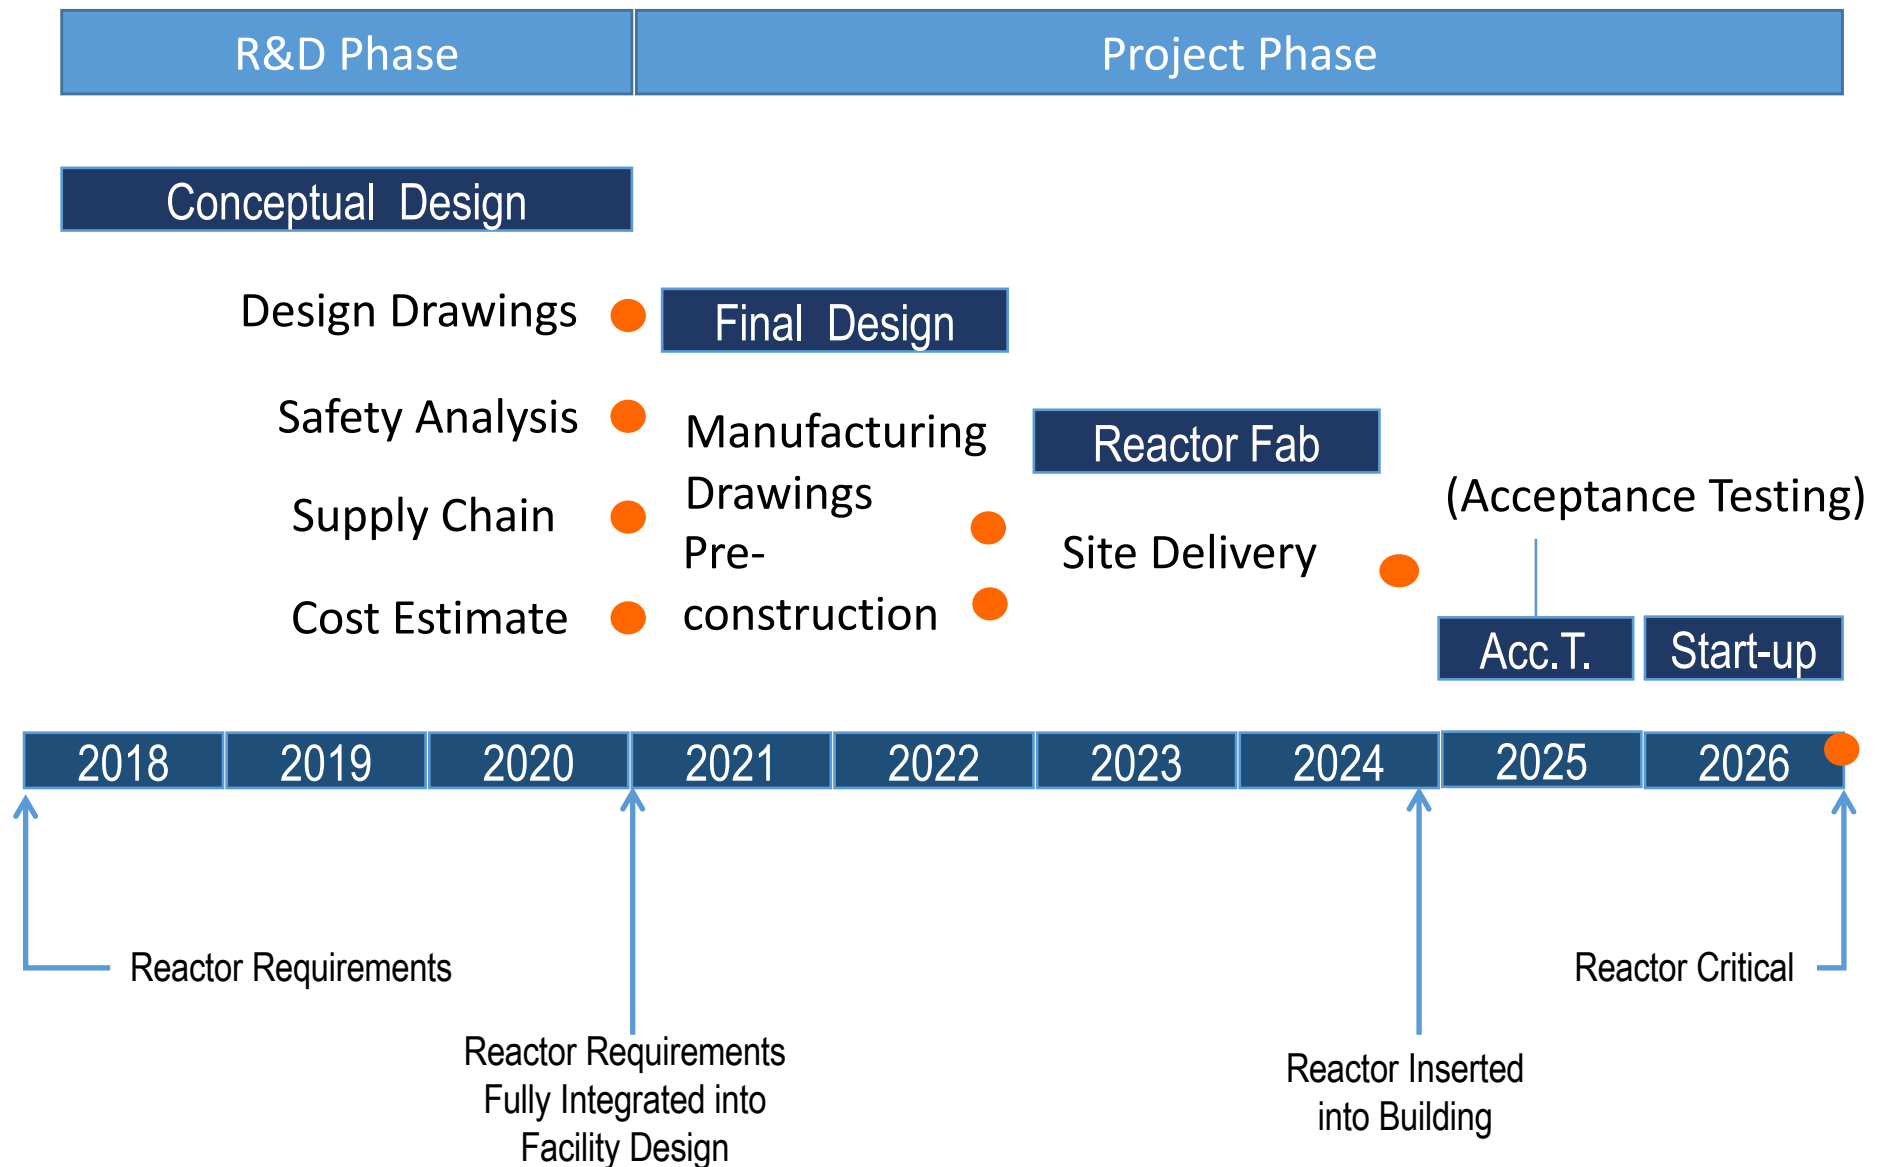 R&D Phase
Project Phase
Conceptual Design
Design Drawings
Final Design
Safety Analysis
Manufacturing
Drawings
Reactor Fab
(Acceptance Testing)
Supply Chain
Pre-
construction
Site Delivery
Cost Estimate
Acc.T.
Start-up
2018
2019
2020
2021
2022
2023
2024
2025
2026
Reactor Requirements
Reactor Critical
Reactor Requirements
Fully Integrated into
Facility Design
Reactor Inserted
into Building